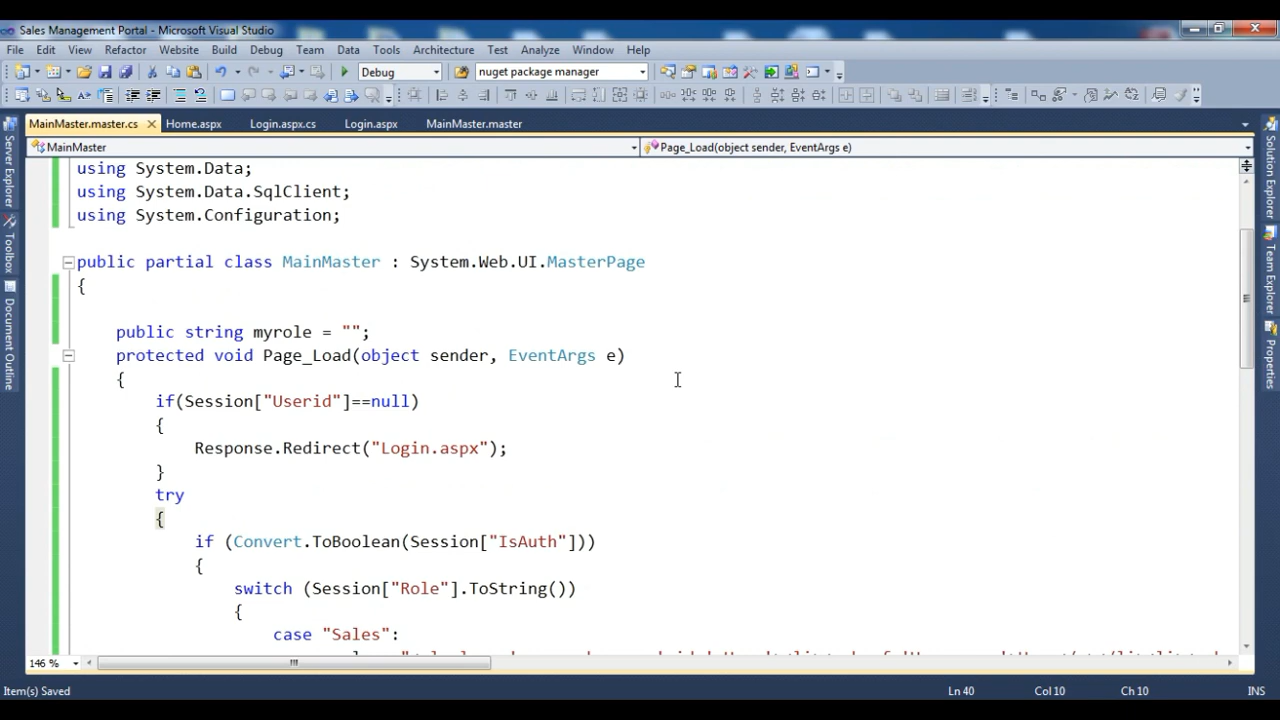 Sales Management Portal - Microsoft Visual Studio
File Edit View Refactor Website Build Debug Team Data Tools Architecture Test Analyze Window Help
Debug nuget package manager
MainMaster.master.cs Home.aspx Login.aspx.cs Login.aspx MainMaster.master
MainMaster Page_Load(object sender, EventArgs e)
using System.Data;
using System.Data.SqlClient;
using System.Configuration;
public partial class MainMaster : System.Web.UI.MasterPage
{
public string myrole = "";
protected void Page_Load(object sender, EventArgs e)
{
if(Session["Userid"]==null)
{
Response.Redirect("Login.aspx");
}
try
{
if (Convert.ToBoolean(Session["IsAuth"]))
{
switch (Session["Role"].ToString())
{
case "Sales":
146 %
Item(s) Saved Ln 40 Col 10 Ch 10 INS
Server Explorer
Toolbox
Document Outline
Solution Explorer
Team Explorer
Properties